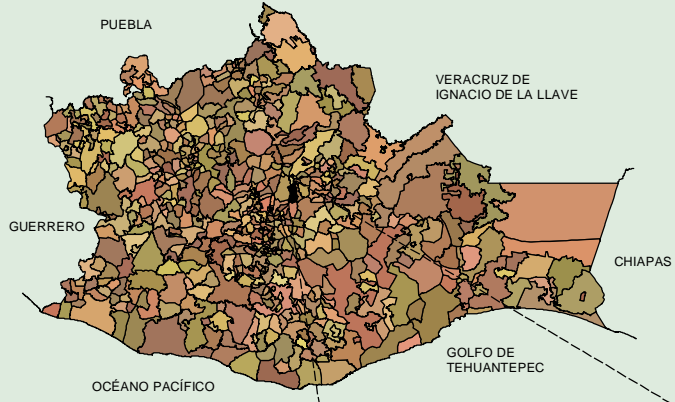 PUEBLA
VERACRUZ DE
IGNACIO DE LA LLAVE
GUERRERO
CHIAPAS
GOLFO DE
TEHUANTEPEC
OCÉANO PACÍFICO